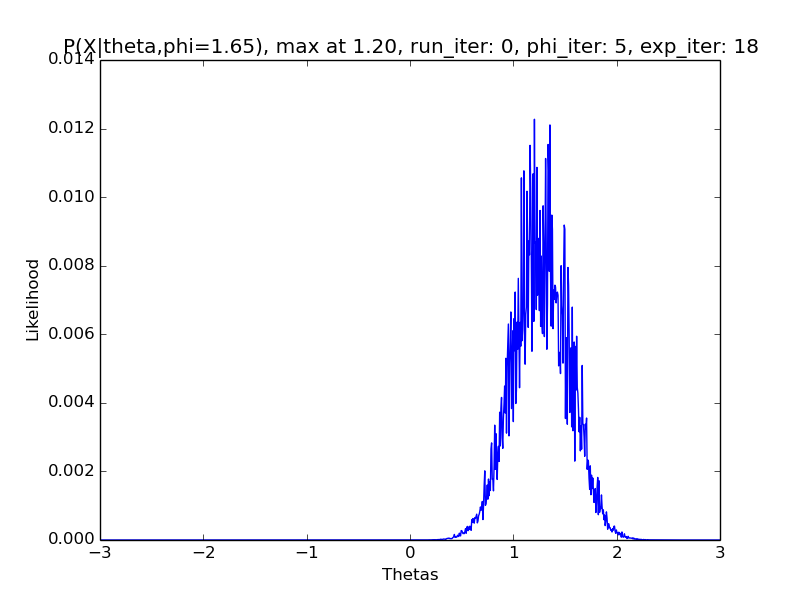 P(X|theta,phi=1.65), max at 1.20, run_iter: 0, phi_iter: 5, exp_iter: 18
0.014
0.012
0.010
0.008
0.006
0.004
0.002
0.000
Likelihood
−3 −2 −1 0 1 2 3
Thetas